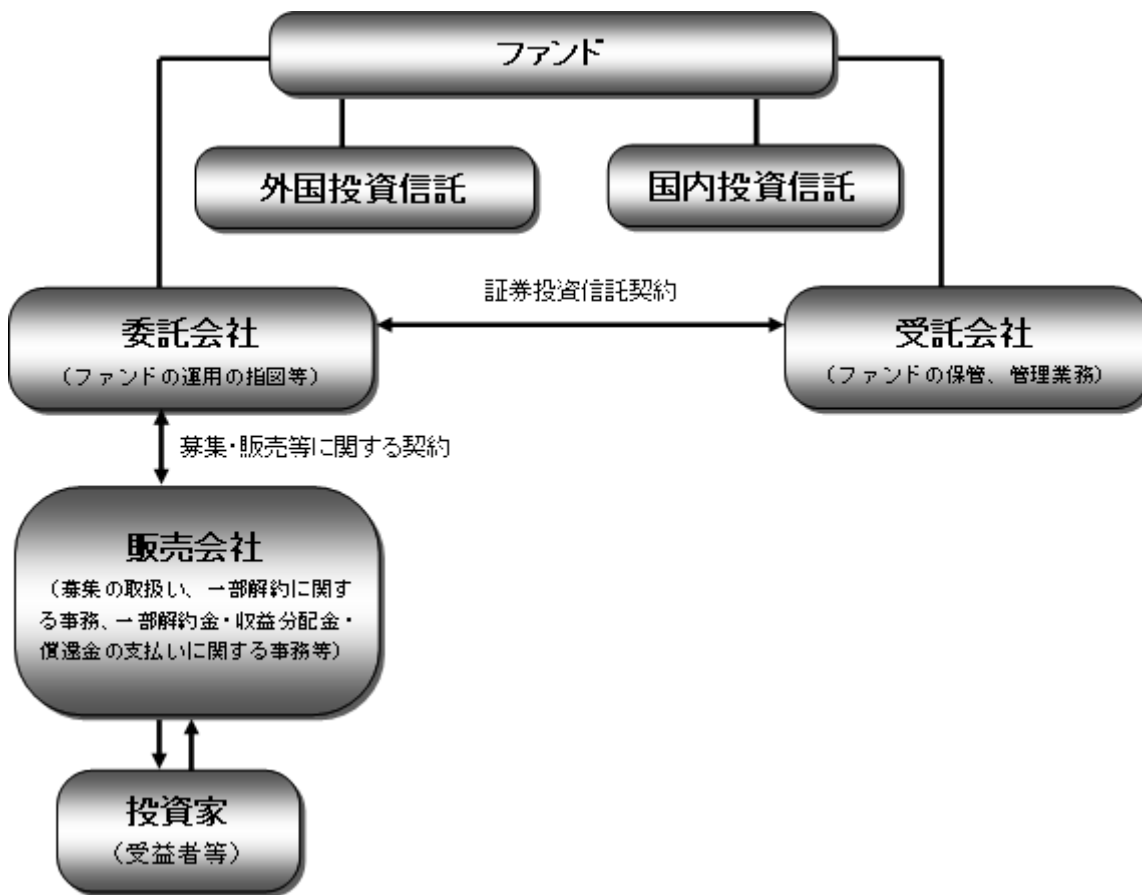 ファンド
外国投資信託
国内投資信託
証券投資信託契約
委託会社
（ファンドの運用の指図等）
受託会社
（ファンドの保管、管理業務）
募集・販売等に関する契約
販売会社
（募集の取扱い、一部解約に関す
る事務、一部解約金・収益分配金・
償還金の支払いに関する事務等）
投資家
（受益者等）